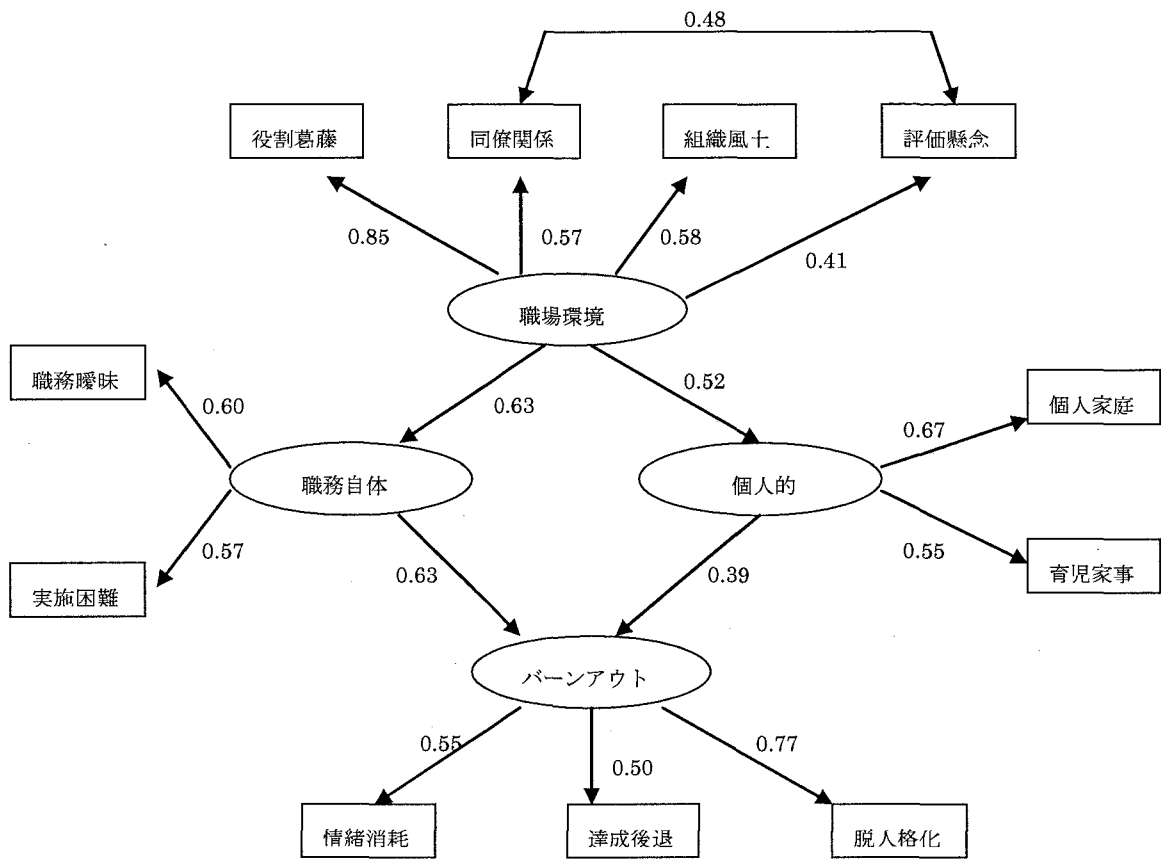 0.48
役割葛藤
同僚関係
組織風土
評価懸念
0.85
0.57
0.58
0.41
職場環境
職務曖昧
0.60
0.63
0.52
個人家庭
0.67
職務自体
個人的
0.57
0.63
0.39
0.55
実施困難
育児家事
バーンアウト
0.55
0.50
0.77
情緒消耗
達成後退
脱人格化